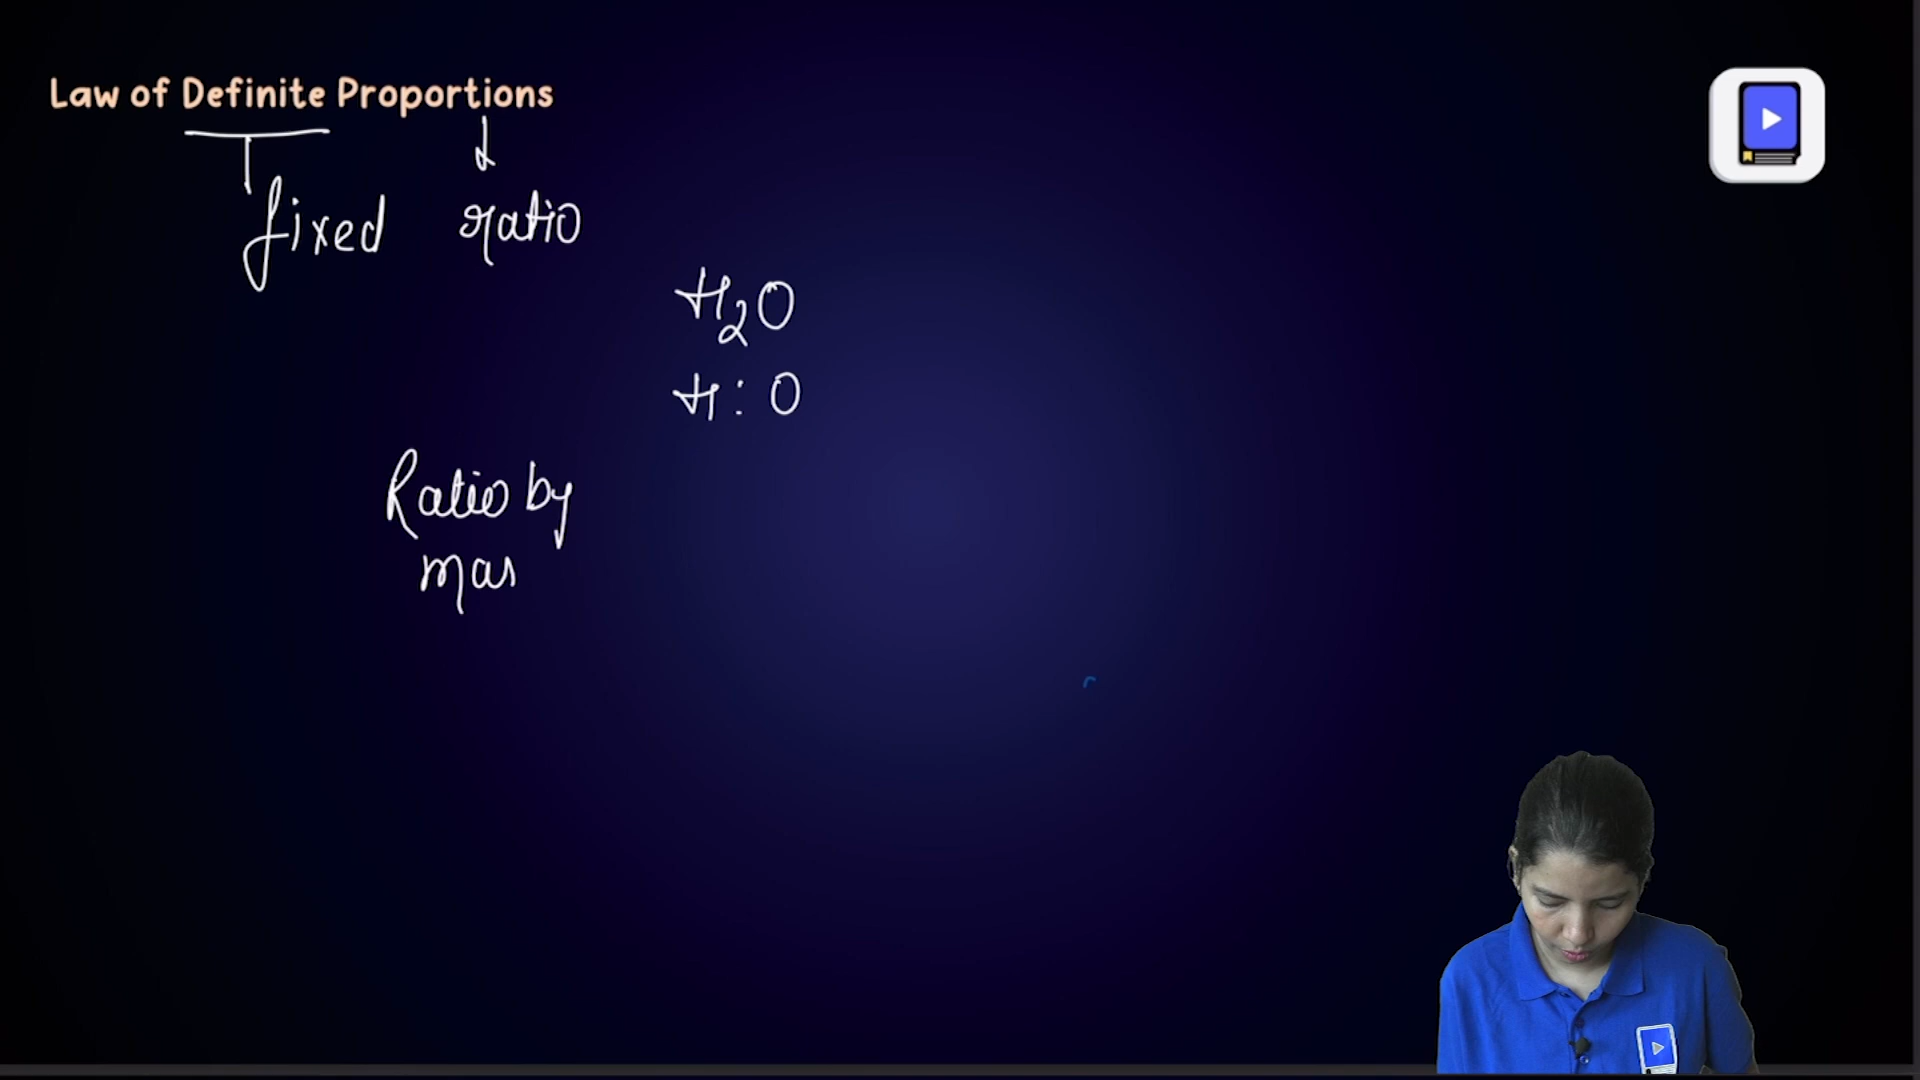 Law of Definite Proportions
fixed ratio
H₂O
H : O
Ratio by
mas